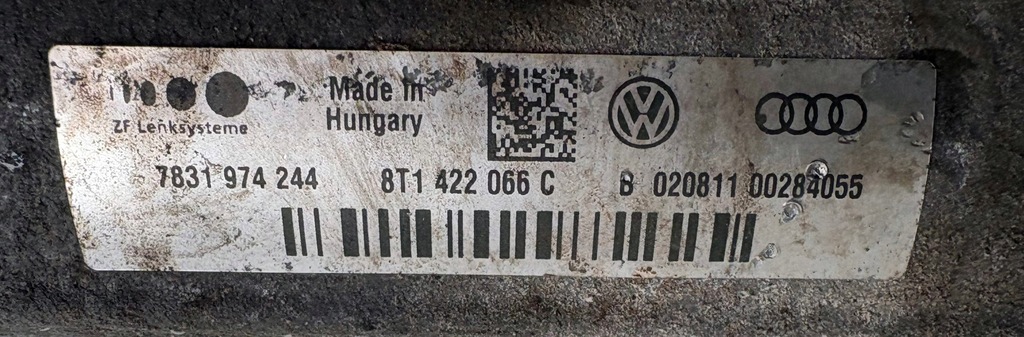 ZF Lenksysteme
Made in
Hungary
7831 974 244 8T1 422 066 C B 020811 00284055